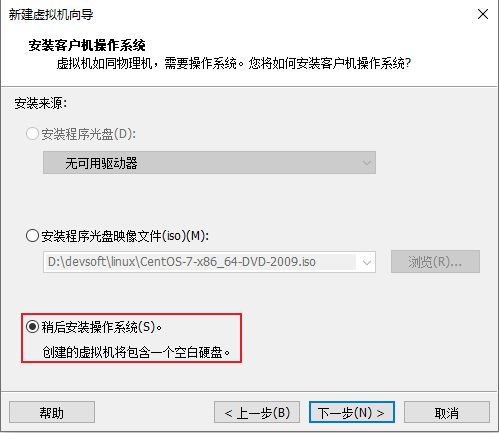 新建虚拟机向导
安装客户机操作系统
虚拟机如同物理机，需要操作系统。您将如何安装客户机操作系统?
安装来源:
安装程序光盘(D):
无可用驱动器
安装程序光盘映像文件(iso)(M):
D:\devsoft\linux\CentOS-7-x86_64-DVD-2009.iso
浏览(R)...
稍后安装操作系统(S)。
创建的虚拟机将包含一个空白硬盘。
帮助
< 上一步(B)
下一步(N) >
取消